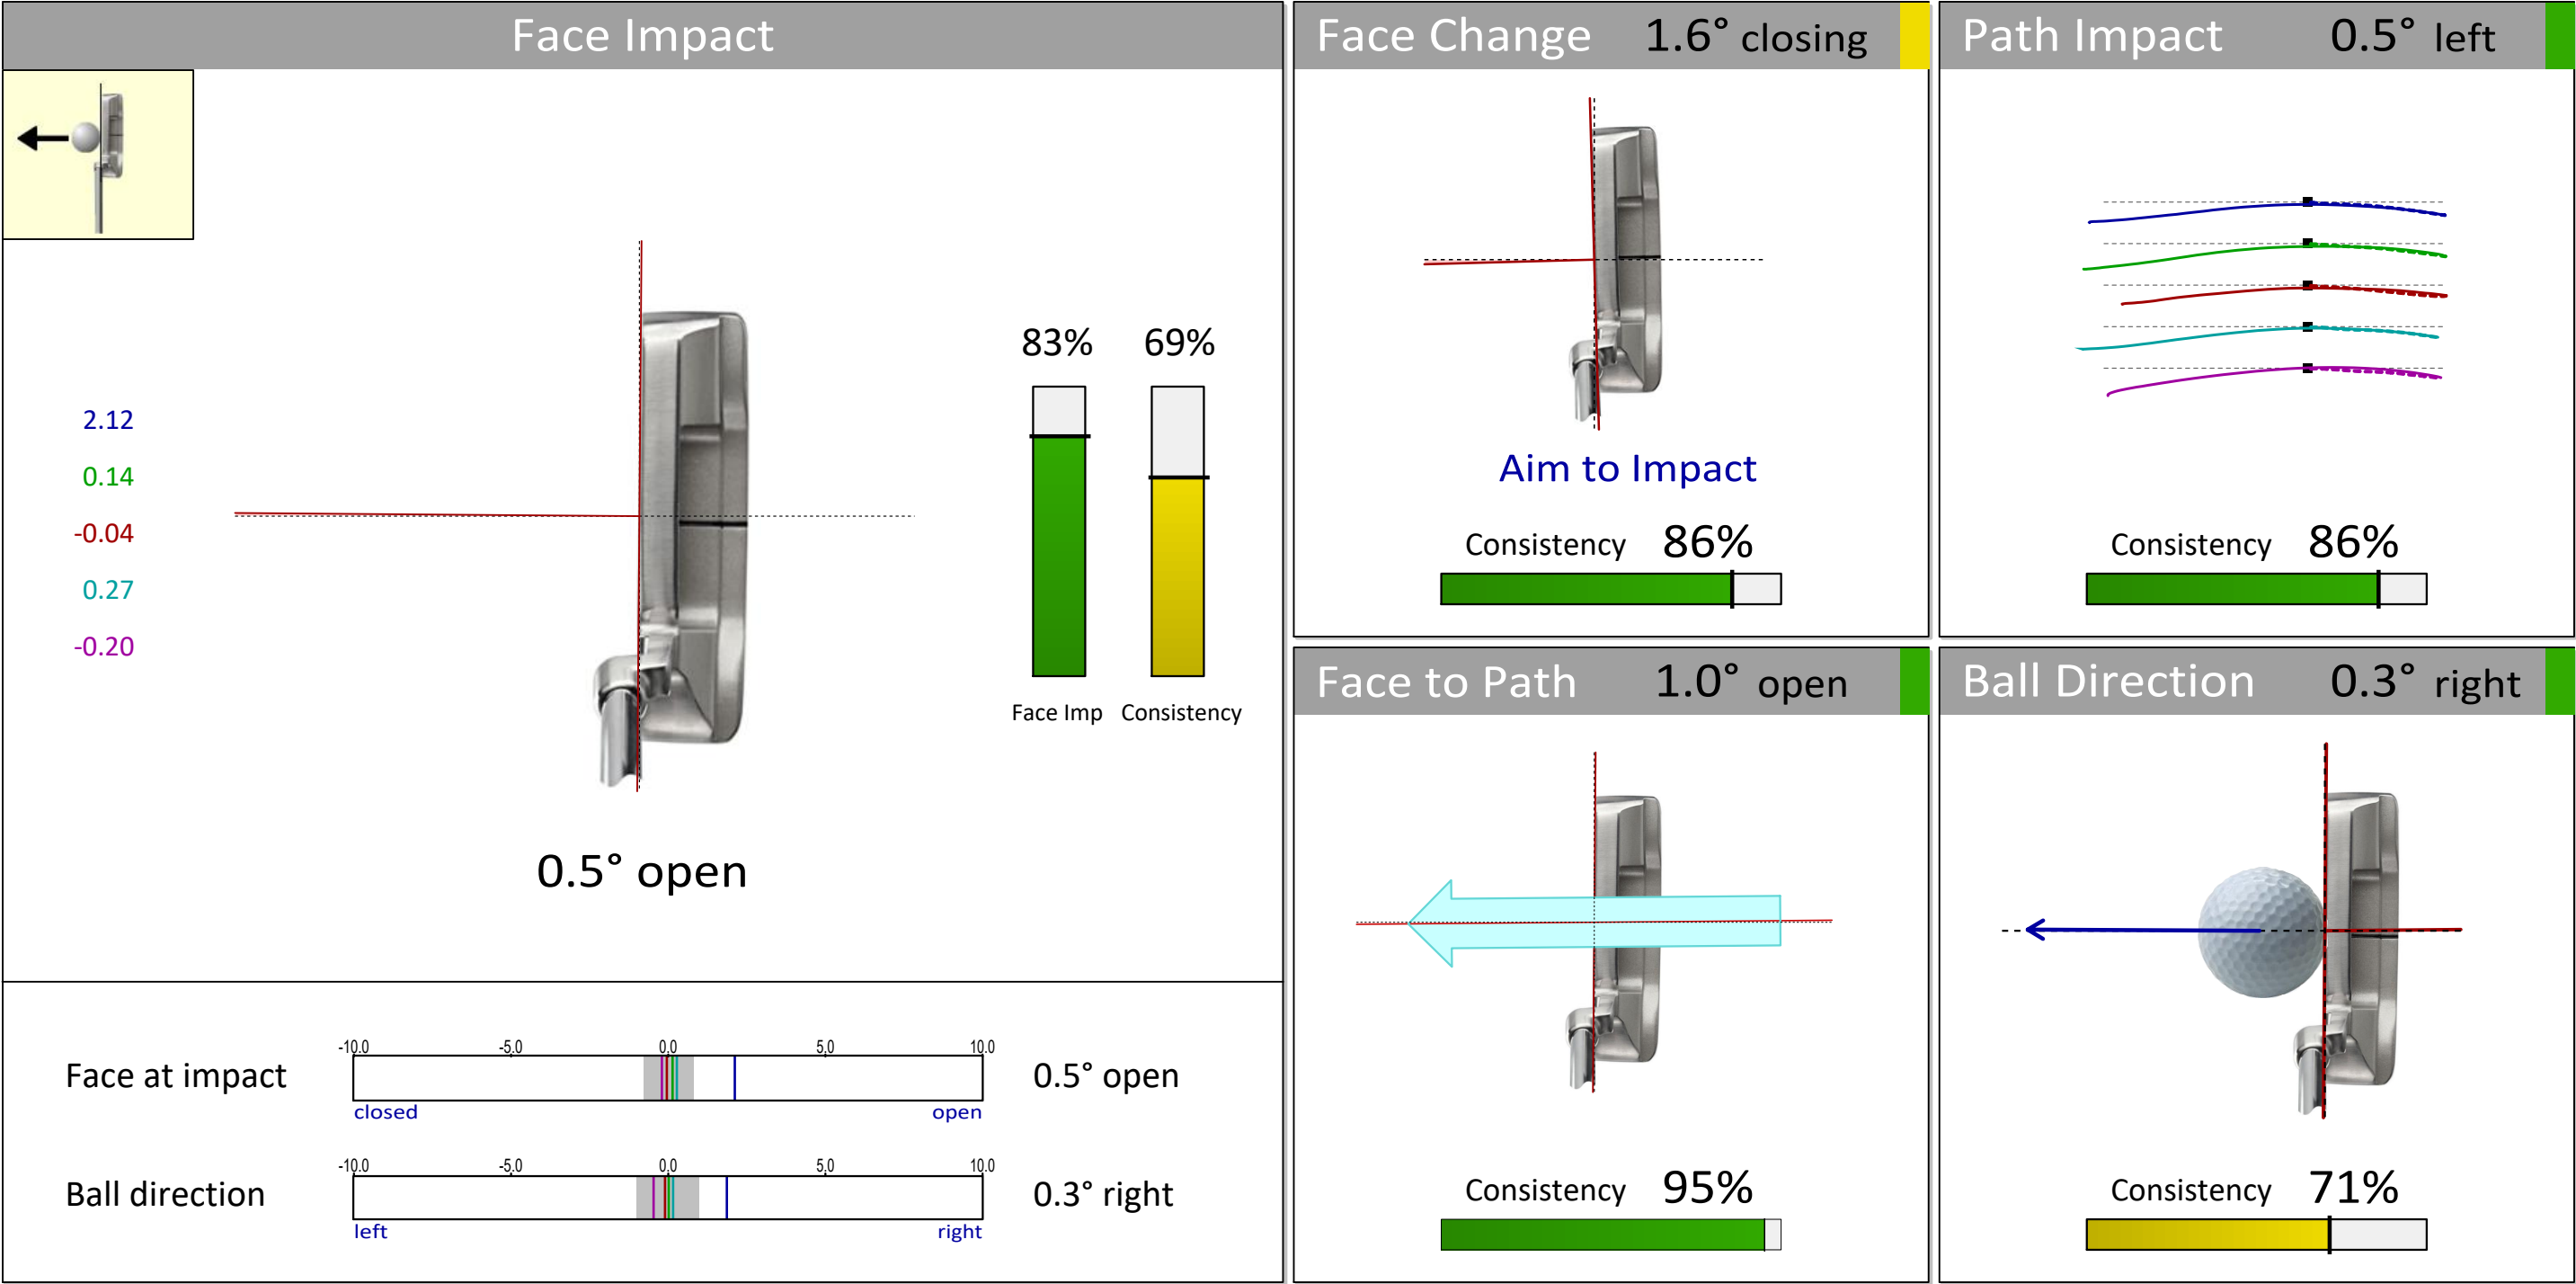 Face Impact
83% 69%
2.12
0.14
-0.04
0.27
-0.20
Face Imp Consistency
0.5° open
Face at impact
-10.0 -5.0 0.0 5.0 10.0
closed open
0.5° open
Ball direction
-10.0 -5.0 0.0 5.0 10.0
left right
0.3° right
Face Change 1.6° closing
Aim to Impact
Consistency 86%
Path Impact 0.5° left
Consistency 86%
Face to Path 1.0° open
Consistency 95%
Ball Direction 0.3° right
Consistency 71%